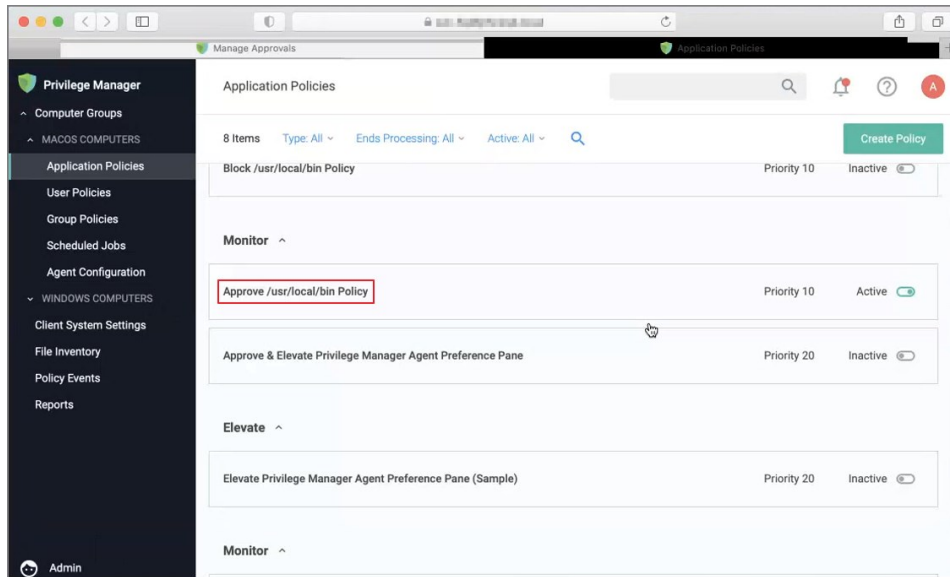 Manage Approvals
Application Policies
Privilege Manager
Computer Groups
MACOS COMPUTERS
Application Policies
User Policies
Group Policies
Scheduled Jobs
Agent Configuration
WINDOWS COMPUTERS
Client System Settings
File Inventory
Policy Events
Reports
Admin
Application Policies
A
8 Items Type: All Ends Processing: All Active: All Create Policy
Block /usr/local/bin Policy Priority 10 Inactive
Monitor
Approve /usr/local/bin Policy Priority 10 Active
Approve & Elevate Privilege Manager Agent Preference Pane Priority 20 Inactive
Elevate
Elevate Privilege Manager Agent Preference Pane (Sample) Priority 20 Inactive
Monitor